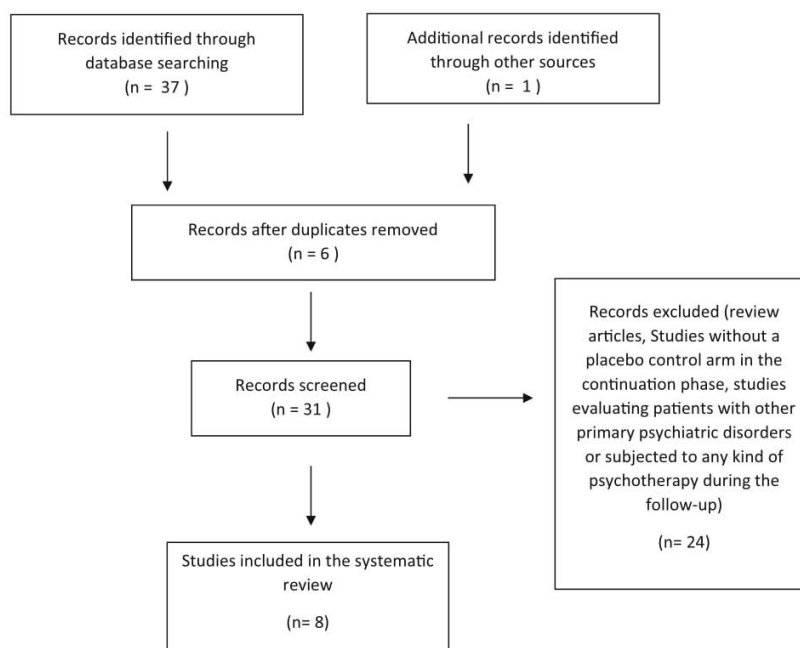 Records identified through
database searching
(n = 37 )
Additional records identified
through other sources
(n = 1 )
Records after duplicates removed
(n = 6 )
Records screened
(n = 31 )
Records excluded (review
articles, Studies without a
placebo control arm in the
continuation phase, studies
evaluating patients with other
primary psychiatric disorders
or subjected to any kind of
psychotherapy during the
follow-up)
(n= 24)
Studies included in the systematic
review
(n= 8)